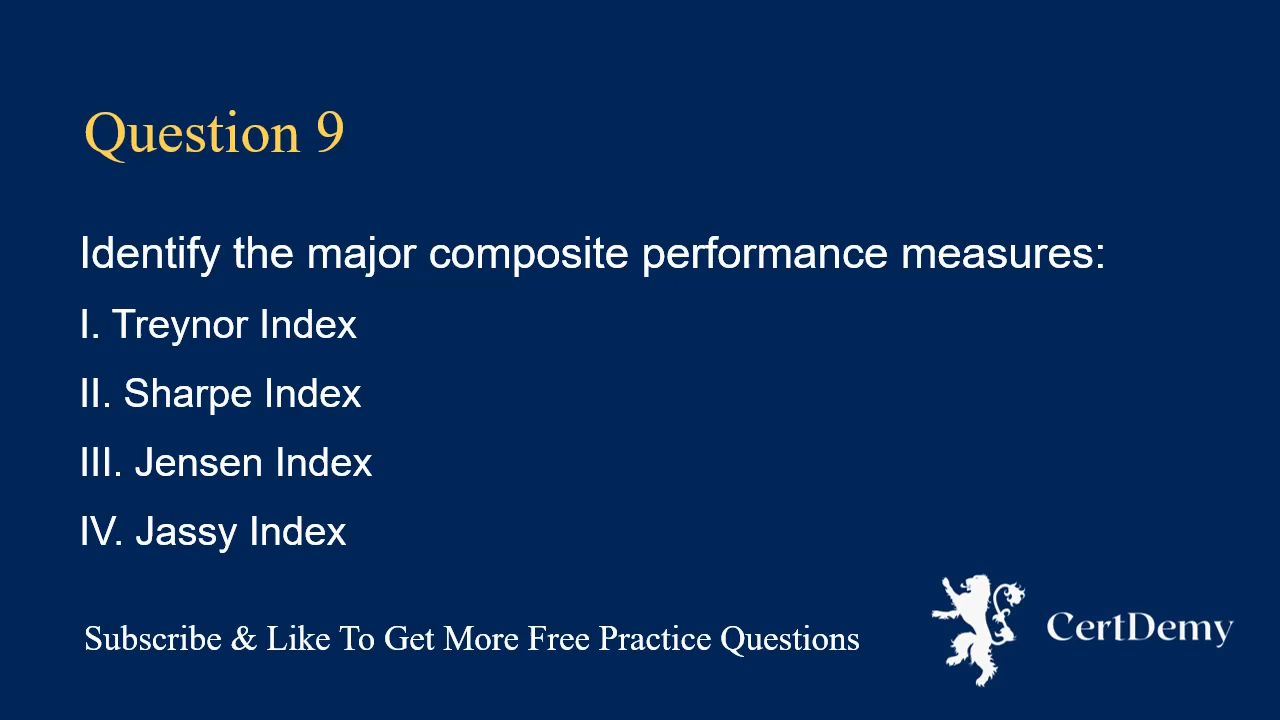 Question 9
Identify the major composite performance measures:
I. Treynor Index
II. Sharpe Index
III. Jensen Index
IV. Jassy Index
Subscribe & Like To Get More Free Practice Questions
CertDemy